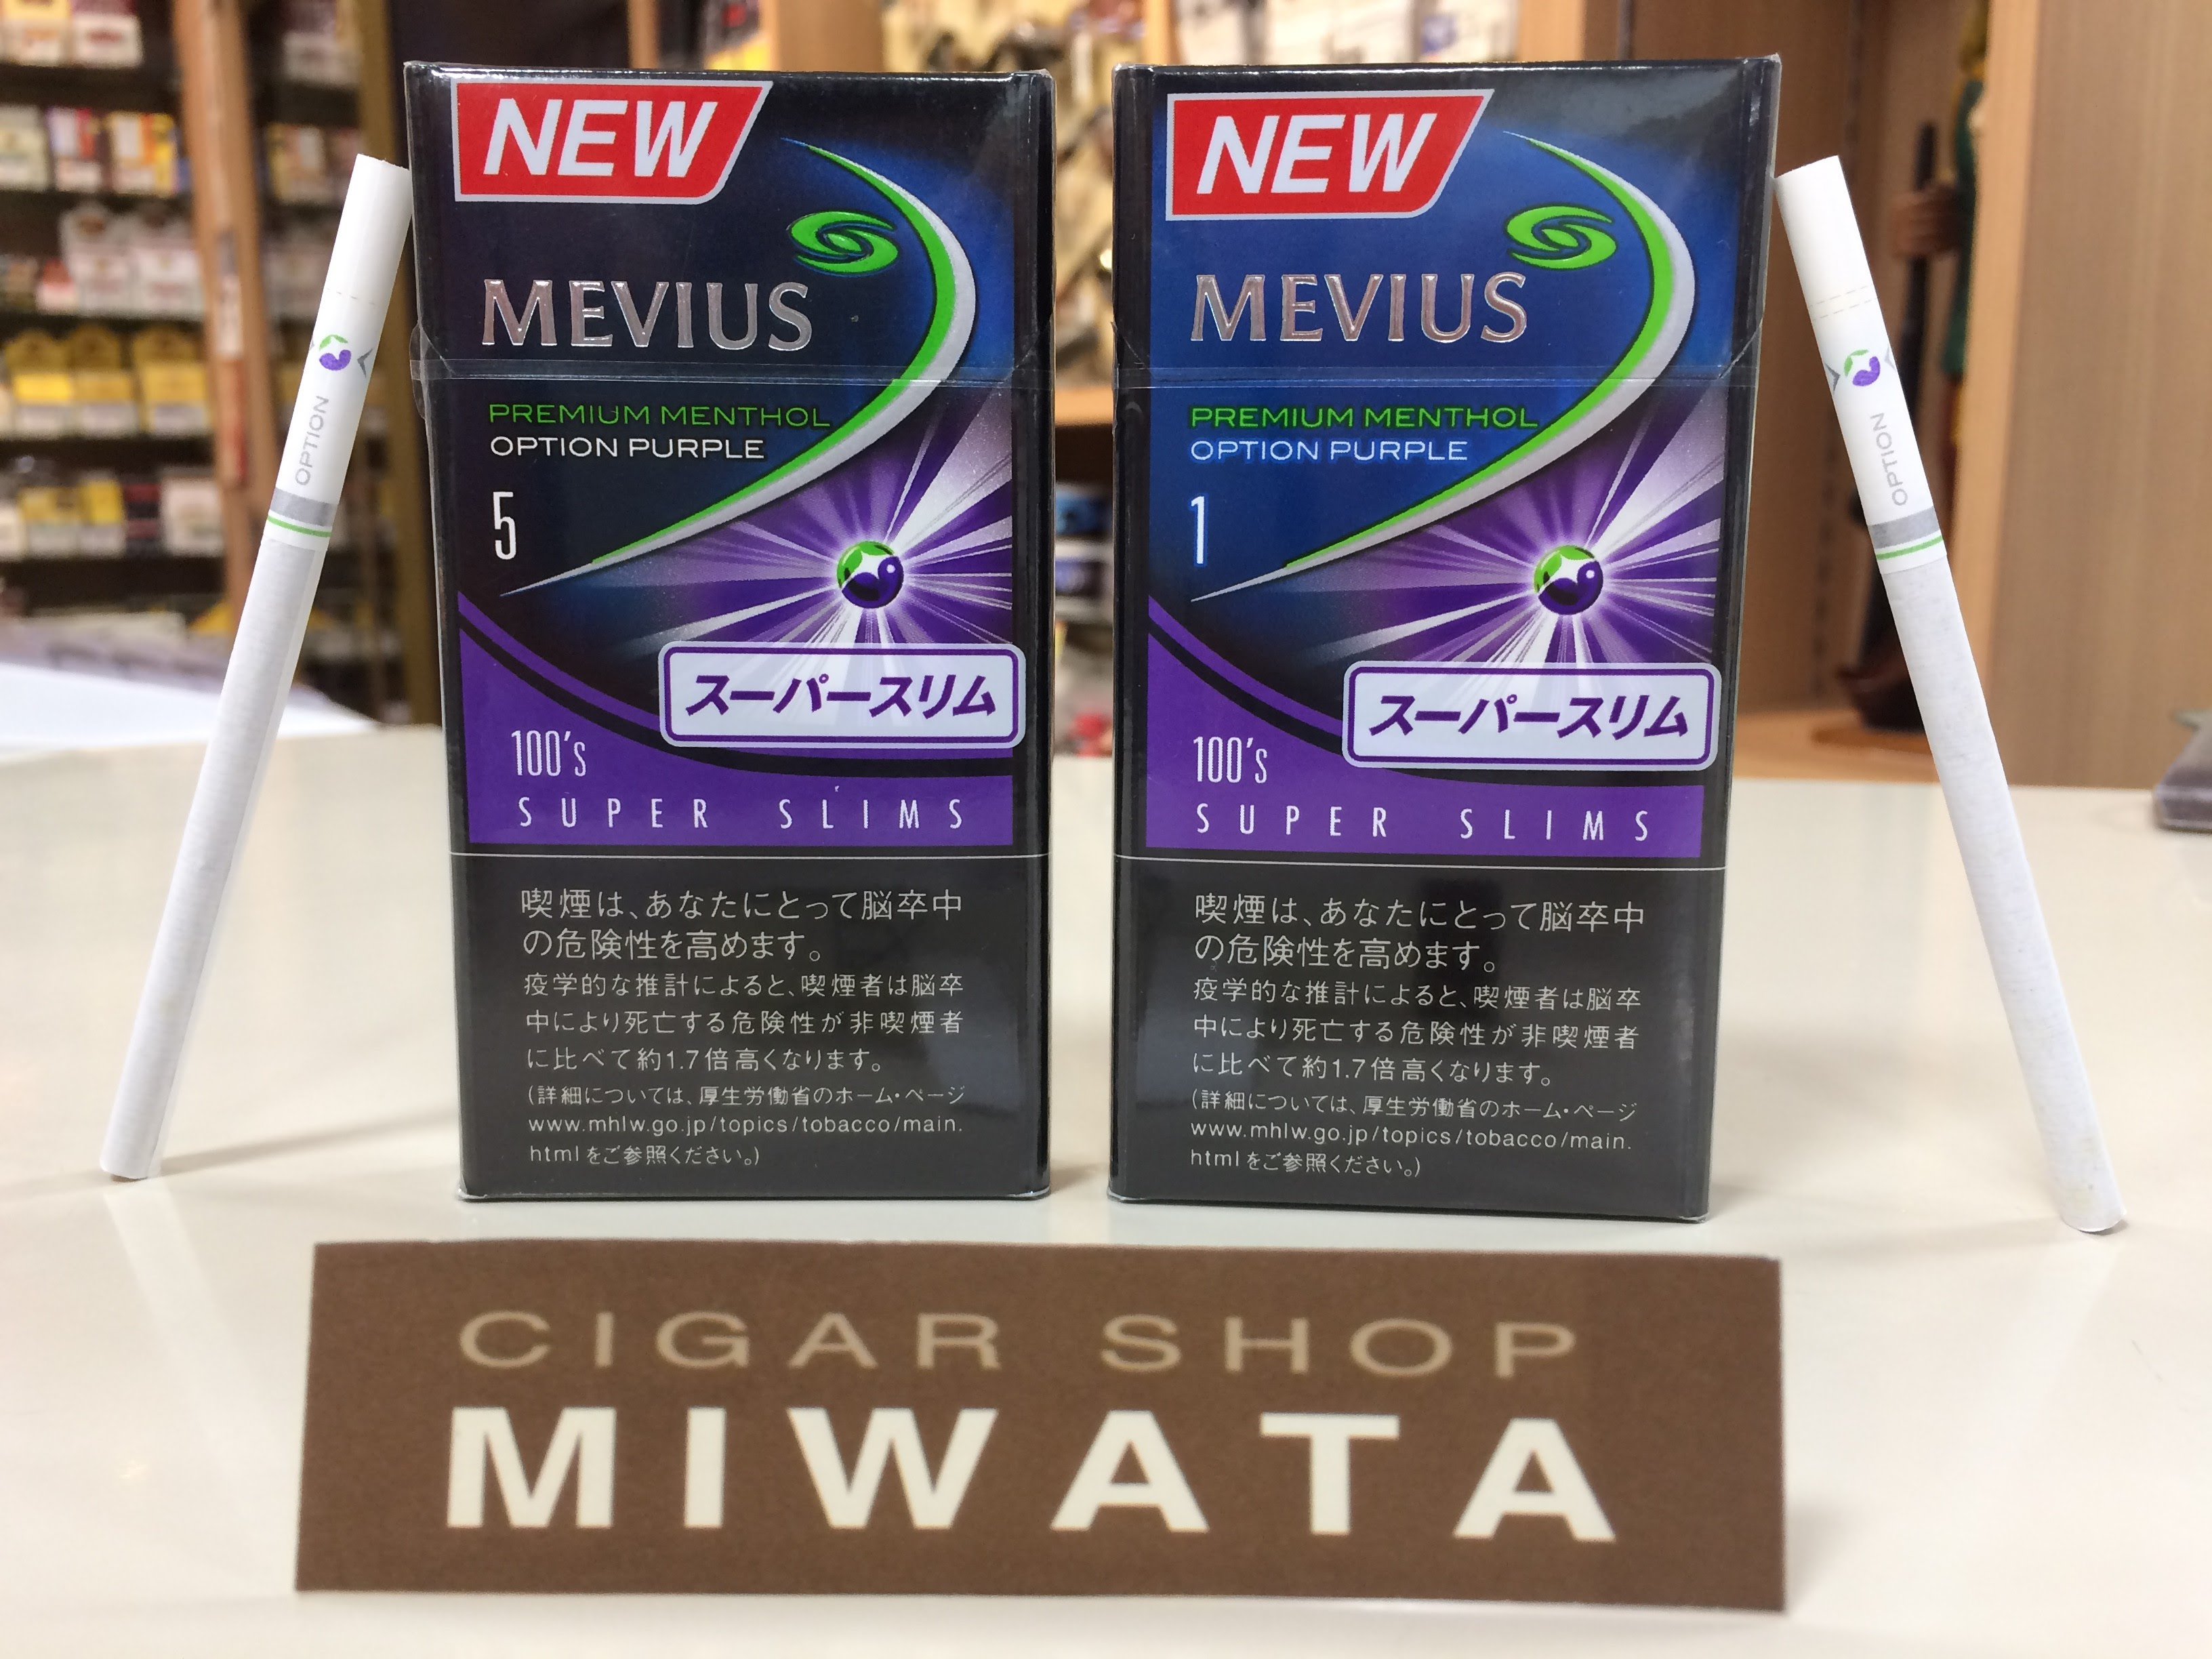 NEW
MEVIUS
PREMIUM MENTHOL
OPTION PURPLE
5
スーパースリム
100's
SUPER SLIMS
喫煙は、あなたにとって脳卒中
の危険性を高めます。
疫学的な推計によると、喫煙者は脳卒
中により死亡する危険性が非喫煙者
に比べて約1.7倍高くなります。
(詳細については、厚生労働省のホーム・ページ
www.mhlw.go.jp/topics/tobacco/main.
htmlをご参照ください。)
NEW
MEVIUS
PREMIUM MENTHOL
OPTION PURPLE
1
スーパースリム
100's
SUPER SLIMS
喫煙は、あなたにとって脳卒中
の危険性を高めます。
疫学的な推計によると、喫煙者は脳卒
中により死亡する危険性が非喫煙者
に比べて約1.7倍高くなります。
(詳細については、厚生労働省のホーム・ページ
www.mhlw.go.jp/topics/tobacco/main.
htmlをご参照ください。)
OPTION
OPTION
CIGAR SHOP
MIWATA